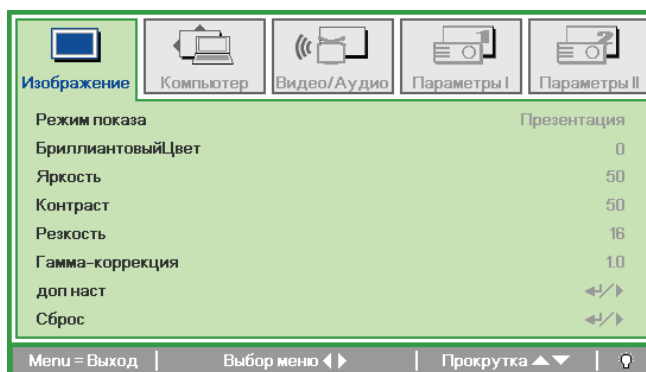 Изображение
Компьютер
Видео/Аудио
Параметры I
Параметры II
Режим показа Презентация
БриллиантовыйЦвет 0
Яркость 50
Контраст 50
Резкость 16
Гамма-коррекция 1.0
доп наст
Сброс
Menu = Выход Выбор меню Прокрутка